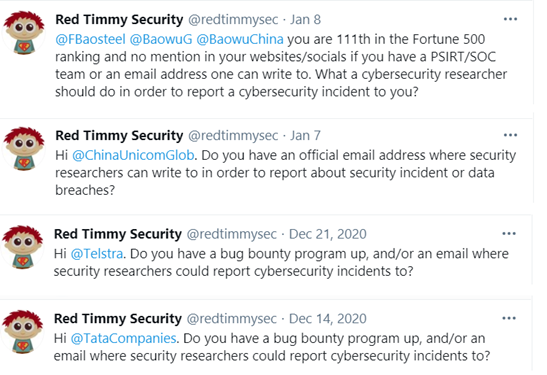 Red Timmy Security @redtimmysec · Jan 8
@FBaosteel @BaowuG @BaowuChina you are 111th in the Fortune 500
ranking and no mention in your websites/socials if you have a PSIRT/SOC
team or an email address one can write to. What a cybersecurity researcher
should do in order to report a cybersecurity incident to you?
Red Timmy Security @redtimmysec · Jan 7
Hi @ChinaUnicomGlob. Do you have an official email address where security
researchers can write to in order to report about security incident or data
breaches?
Red Timmy Security @redtimmysec · Dec 21, 2020
Hi @Telstra. Do you have a bug bounty program up, and/or an email where
security researchers could report cybersecurity incidents to?
Red Timmy Security @redtimmysec · Dec 14, 2020
Hi @TataCompanies. Do you have a bug bounty program up, and/or an
email where security researchers could report cybersecurity incidents to?